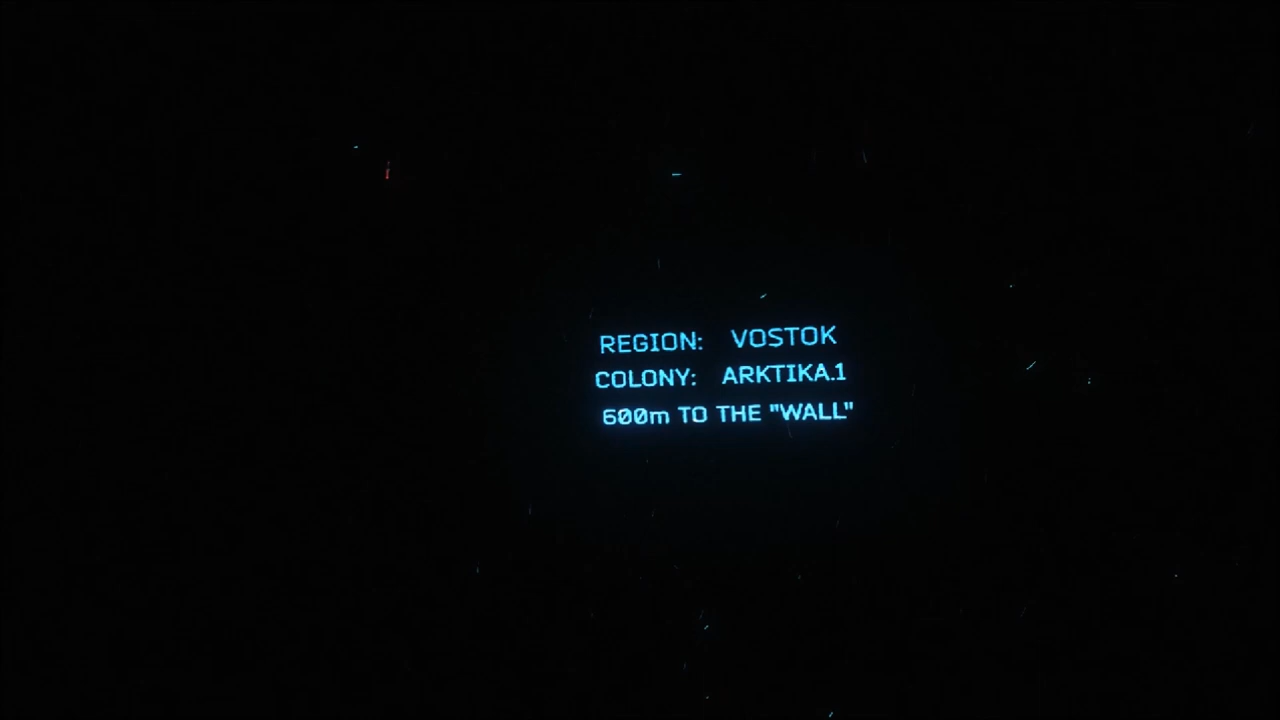 REGION: VOSTOK
COLONY: ARKTIKA.1
600m TO THE "WALL"